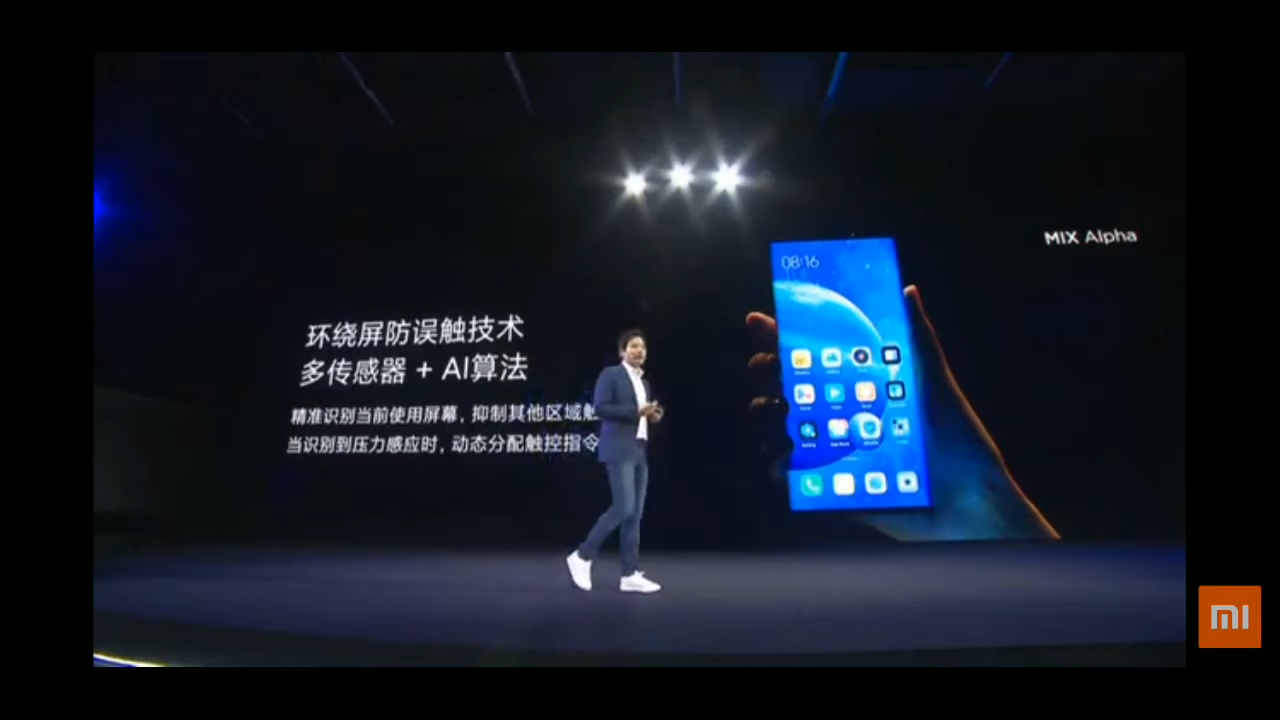 MIX Alpha
08:16
环绕屏防误触技术
多传感器 + AI算法
精准识别当前使用屏幕，抑制其他区域触
当识别到压力感应时，动态分配触控指令
mi